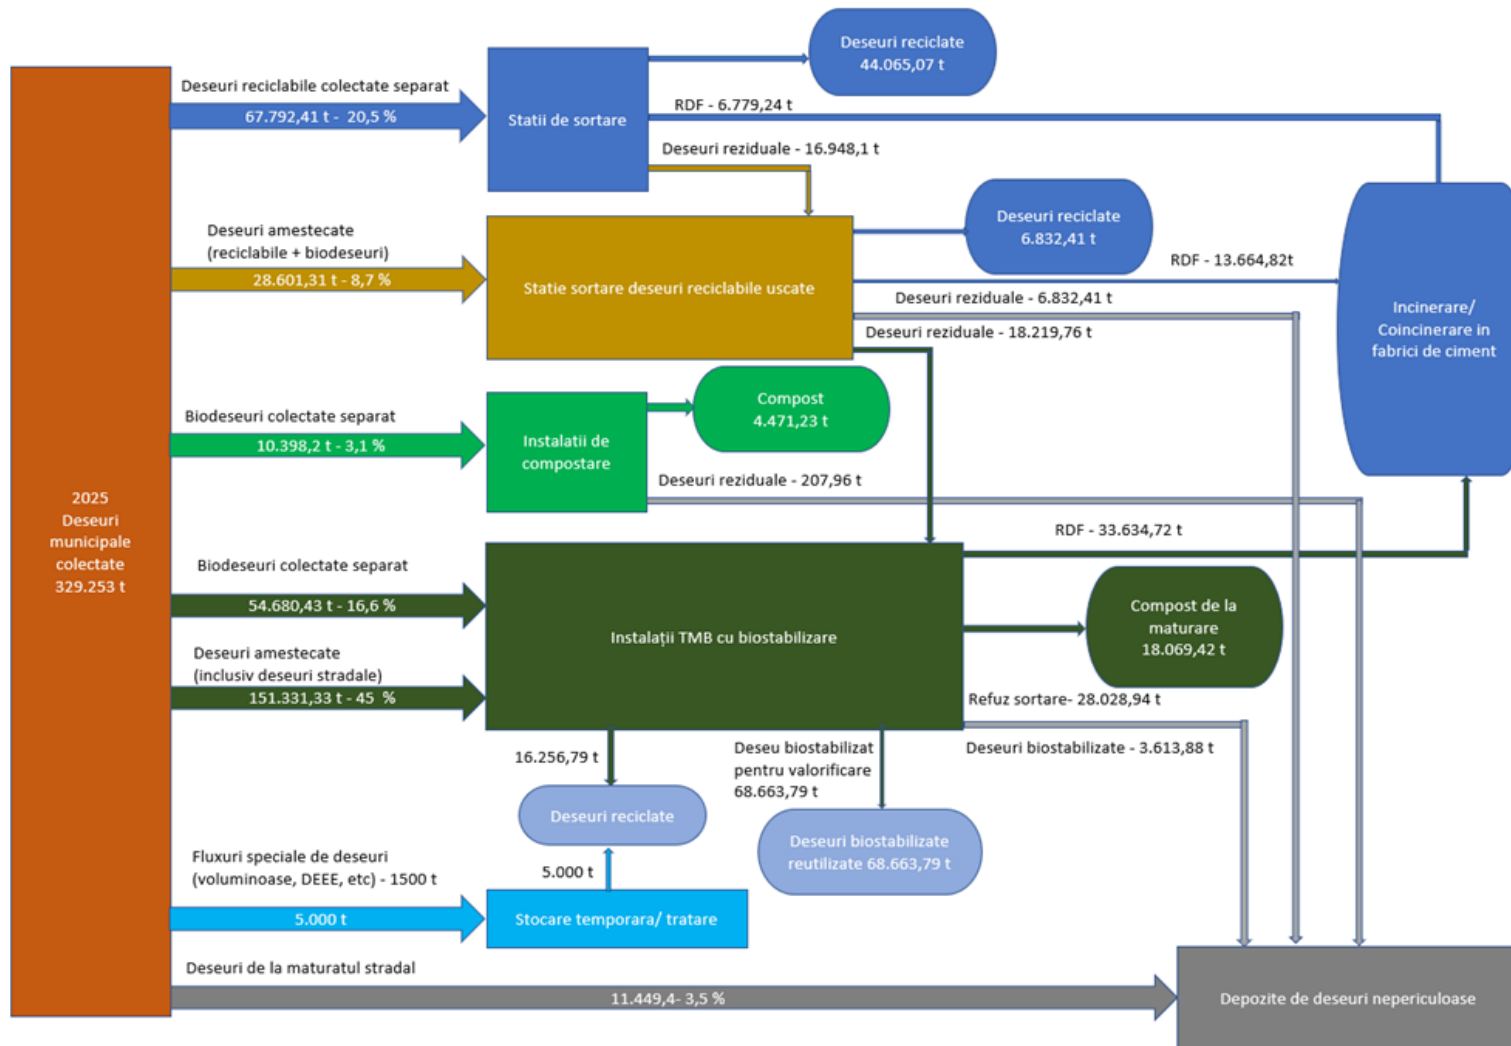 2025
Deseuri
municipale
colectate
329.253 t
Deseuri reciclabile colectate separat
67.792,41 t - 20,5 %
Statii de sortare
Deseuri reciclate
44.065,07 t
RDF - 6.779,24 t
Deseuri reziduale - 16.948,1 t
Deseuri amestecate
(reciclabile + biodeseuri)
28.601,31 t - 8,7 %
Statie sortare deseuri reciclabile uscate
Deseuri reciclate
6.832,41 t
RDF - 13.664,82t
Deseuri reziduale - 6.832,41 t
Deseuri reziduale - 18.219,76 t
Incinerare/
Coincinerare in
fabrici de ciment
Biodeseuri colectate separat
10.398,2 t - 3,1 %
Instalatii de
compostare
Compost
4.471,23 t
Deseuri reziduale - 207,96 t
Biodeseuri colectate separat
54.680,43 t - 16,6 %
Deseuri amestecate
(inclusiv deseuri stradale)
151.331,33 t - 45 %
Instalații TMB cu biostabilizare
RDF - 33.634,72 t
Compost de la
maturare
18.069,42 t
Refuz sortare- 28.028,94 t
Deseuri biostabilizate - 3.613,88 t
16.256,79 t
Deseuri reciclate
Deseu biostabilizat
pentru valorificare
68.663,79 t
Deseuri biostabilizate
reutilizate 68.663,79 t
Fluxuri speciale de deseuri
(voluminoase, DEEE, etc) - 1500 t
5.000 t
5.000 t
Stocare temporara/ tratare
Deseuri de la maturatul stradal
11.449,4- 3,5 %
Depozite de deseuri nepericuloase